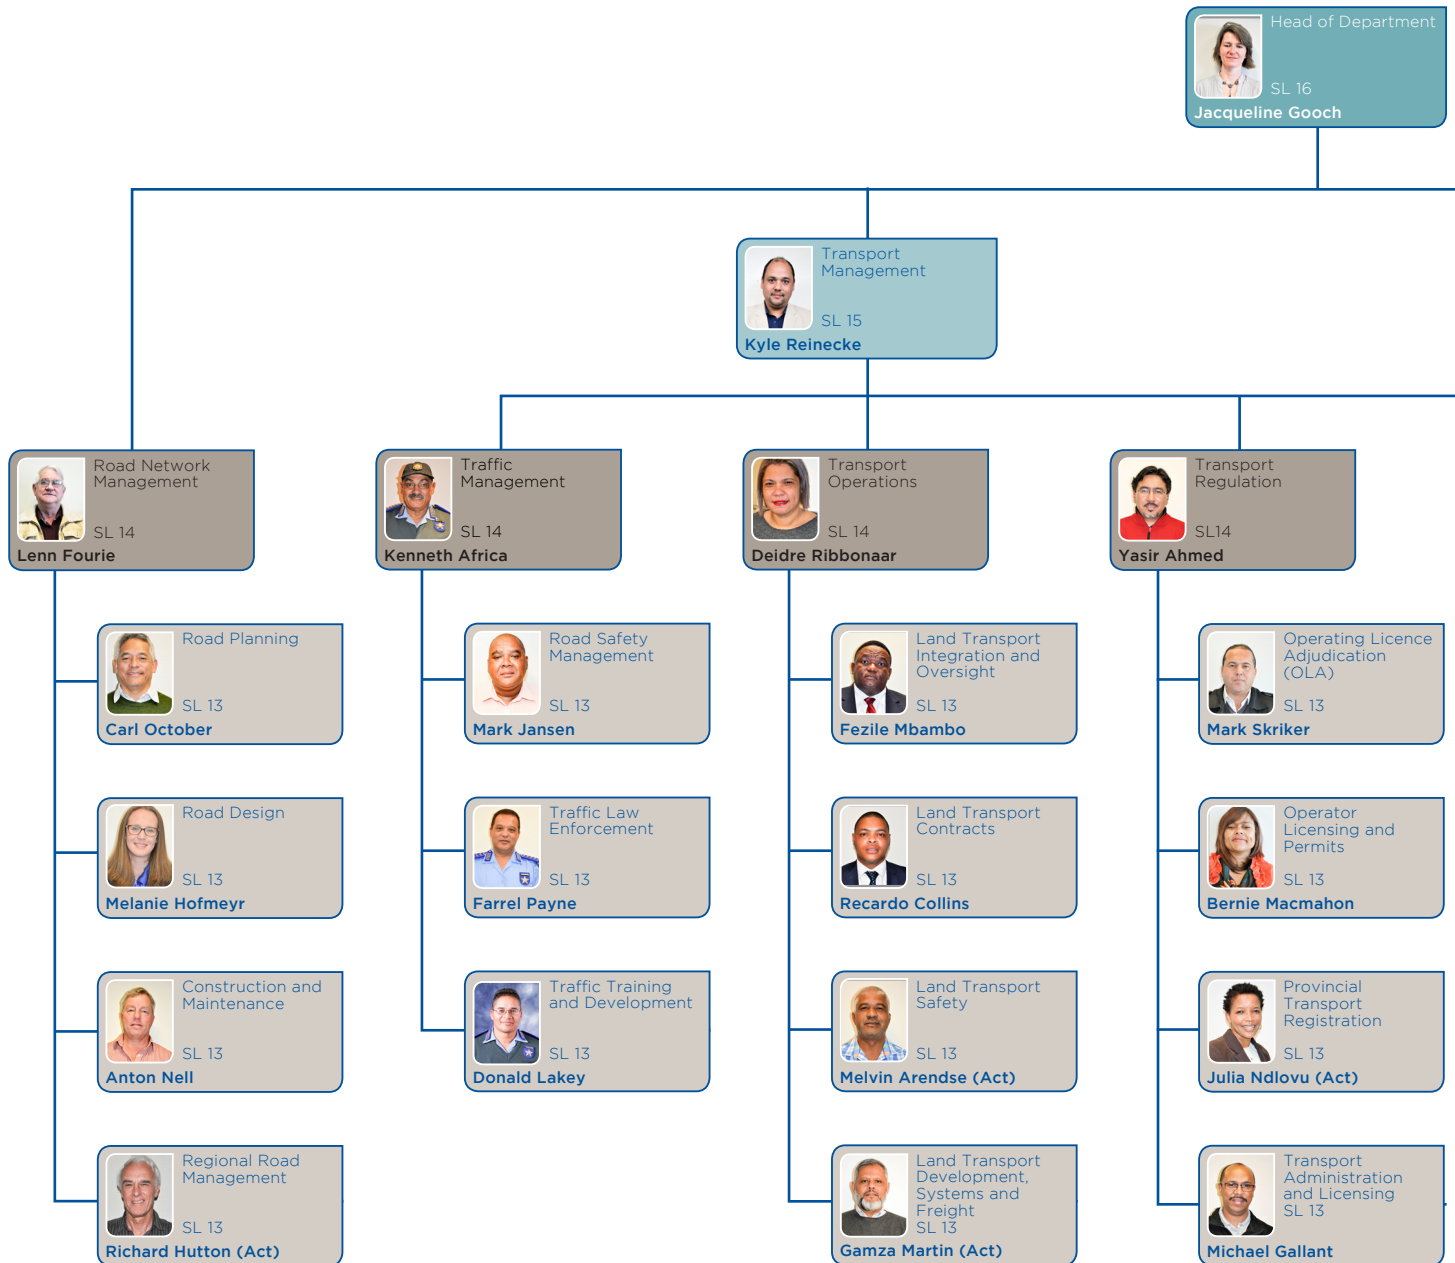 Head of Department
SL 16
Jacqueline Gooch
Transport
Management
SL 15
Kyle Reinecke
Road Network
Management
SL 14
Lenn Fourie
Traffic
Management
SL 14
Kenneth Africa
Transport
Operations
SL 14
Deidre Ribbonaar
Transport
Regulation
SL14
Yasir Ahmed
Road Planning
SL 13
Carl October
Road Design
SL 13
Melanie Hofmeyr
Construction and
Maintenance
SL 13
Anton Nell
Regional Road
Management
SL 13
Richard Hutton (Act)
Road Safety
Management
SL 13
Mark Jansen
Traffic Law
Enforcement
SL 13
Farrel Payne
Traffic Training
and Development
SL 13
Donald Lakey
Land Transport
Integration and
Oversight
SL 13
Fezile Mbambo
Land Transport
Contracts
SL 13
Recardo Collins
Land Transport
Safety
SL 13
Melvin Arendse (Act)
Land Transport
Development,
Systems and
Freight
SL 13
Gamza Martin (Act)
Operating Licence
Adjudication
(OLA)
SL 13
Mark Skriker
Operator
Licensing and
Permits
SL 13
Bernie Macmahon
Provincial
Transport
Registration
SL 13
Julia Ndlovu (Act)
Transport
Administration
and Licensing
SL 13
Michael Gallant